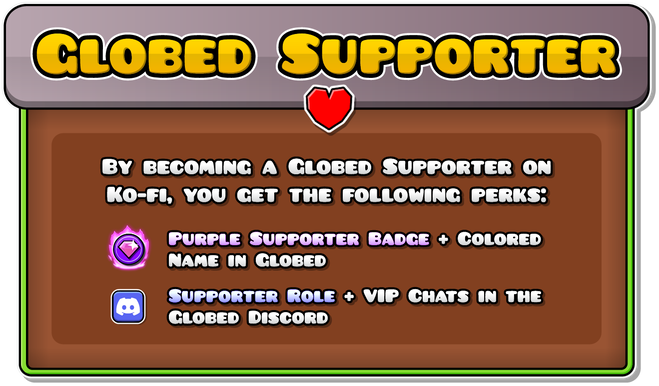 Globed Supporter
By becoming a Globed Supporter on
Ko-fi, you get the following perks:
Purple Supporter Badge + Colored
Name in Globed
Supporter Role + VIP Chats in the
Globed Discord